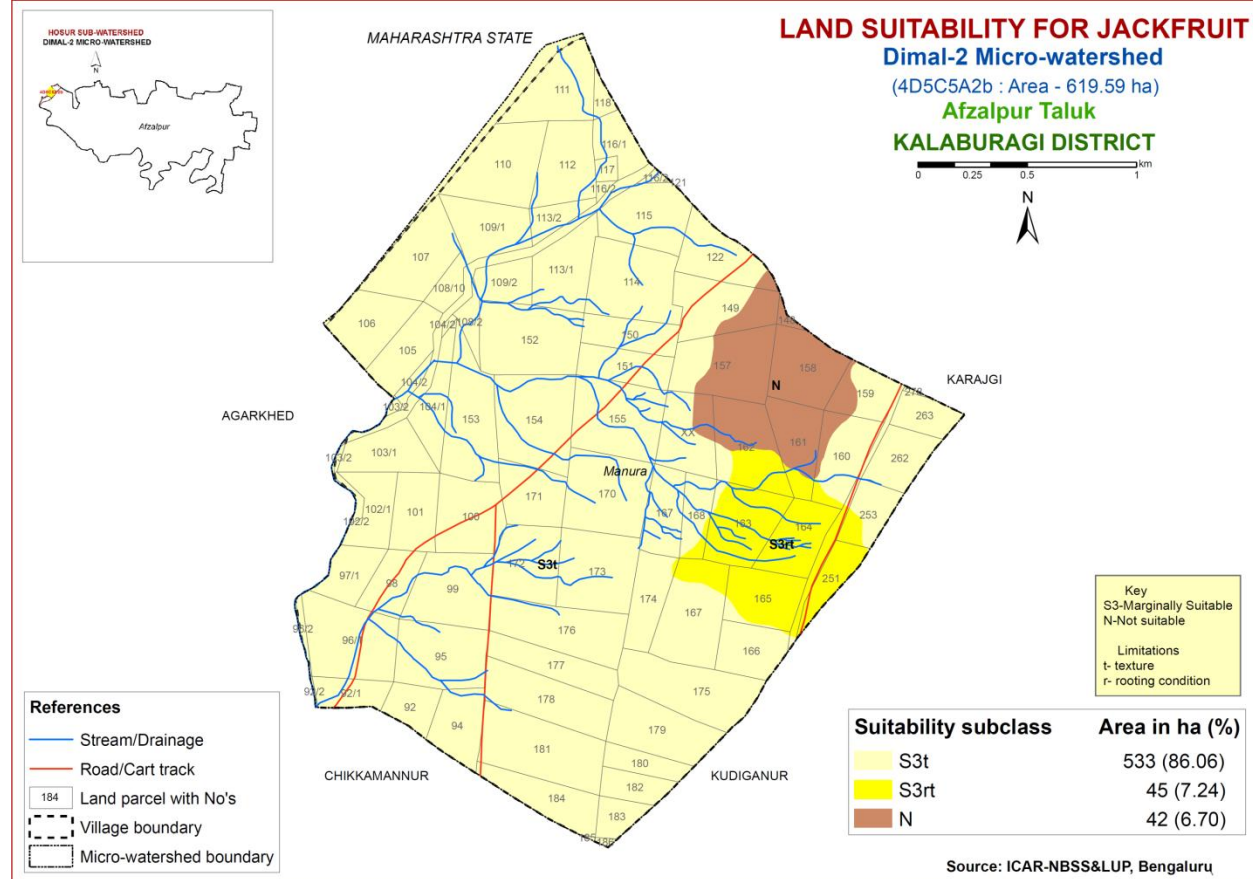 HOSUR SUB-WATERSHED
DIMAL-2 MICRO-WATERSHED
N
Afzalpur
MAHARASHTRA STATE
LAND SUITABILITY FOR JACKFRUIT
Dimal-2 Micro-watershed
(4D5C5A2b : Area - 619.59 ha)
Afzalpur Taluk
KALABURAGI DISTRICT
km
0 0.25 0.5 1
N
111
118
116/1
110 112
117
116/2
121
113/2 115
109/1
122
107 113/1
109/2 114
108/10
149
106 104/2
150
152
105 151 157 158
104/2 159 KARAJGI
N
263
AGARKHED 103/2 104/1
153 154 155
XX 161
103/1 160 262
103/2
Manura
171 170
102/1 101 167 168 163 164 253
102/2 100
S3rt
S3t
172 173
97/1 98 99 251
174 167 165
176
96/1
95 166
177
175
92/2 92/1 178
92
94 179
181
180
CHIKKAMANNUR KUDIGANUR
182
184
183
Key
S3-Marginally Suitable
N-Not suitable
Limitations
t- texture
r- rooting condition
References
Stream/Drainage
Road/Cart track
184 Land parcel with No's
Village boundary
Micro-watershed boundary
Suitability subclass Area in ha (%)
S3t 533 (86.06)
S3rt 45 (7.24)
N 42 (6.70)
Source: ICAR-NBSS&LUP, Bengaluru